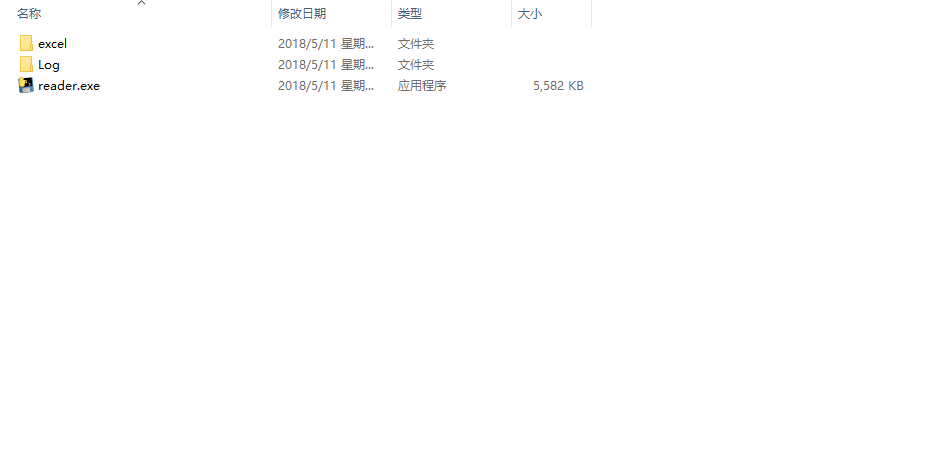 名称 修改日期 类型 大小
excel 2018/5/11 星期... 文件夹
Log 2018/5/11 星期... 文件夹
reader.exe 2018/5/11 星期... 应用程序 5,582 KB